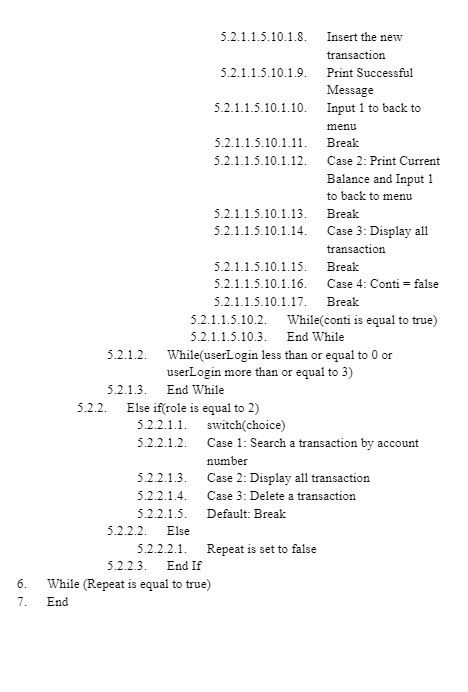 5.2.1.1.5.10.1.8. Insert the new
transaction
5.2.1.1.5.10.1.9. Print Successful
Message
5.2.1.1.5.10.1.10. Input 1 to back to
menu
5.2.1.1.5.10.1.11. Break
5.2.1.1.5.10.1.12. Case 2: Print Current
Balance and Input 1
to back to menu
5.2.1.1.5.10.1.13. Break
5.2.1.1.5.10.1.14. Case 3: Display all
transaction
5.2.1.1.5.10.1.15. Break
5.2.1.1.5.10.1.16. Case 4: Conti = false
5.2.1.1.5.10.1.17. Break
5.2.1.1.5.10.2. While(conti is equal to true)
5.2.1.1.5.10.3. End While
5.2.1.2. While(userLogin less than or equal to 0 or
userLogin more than or equal to 3)
5.2.1.3. End While
5.2.2. Else if(role is equal to 2)
5.2.2.1.1. switch(choice)
5.2.2.1.2. Case 1: Search a transaction by account
number
5.2.2.1.3. Case 2: Display all transaction
5.2.2.1.4. Case 3: Delete a transaction
5.2.2.1.5. Default: Break
5.2.2.2. Else
5.2.2.2.1. Repeat is set to false
5.2.2.3. End If
6. While (Repeat is equal to true)
7. End